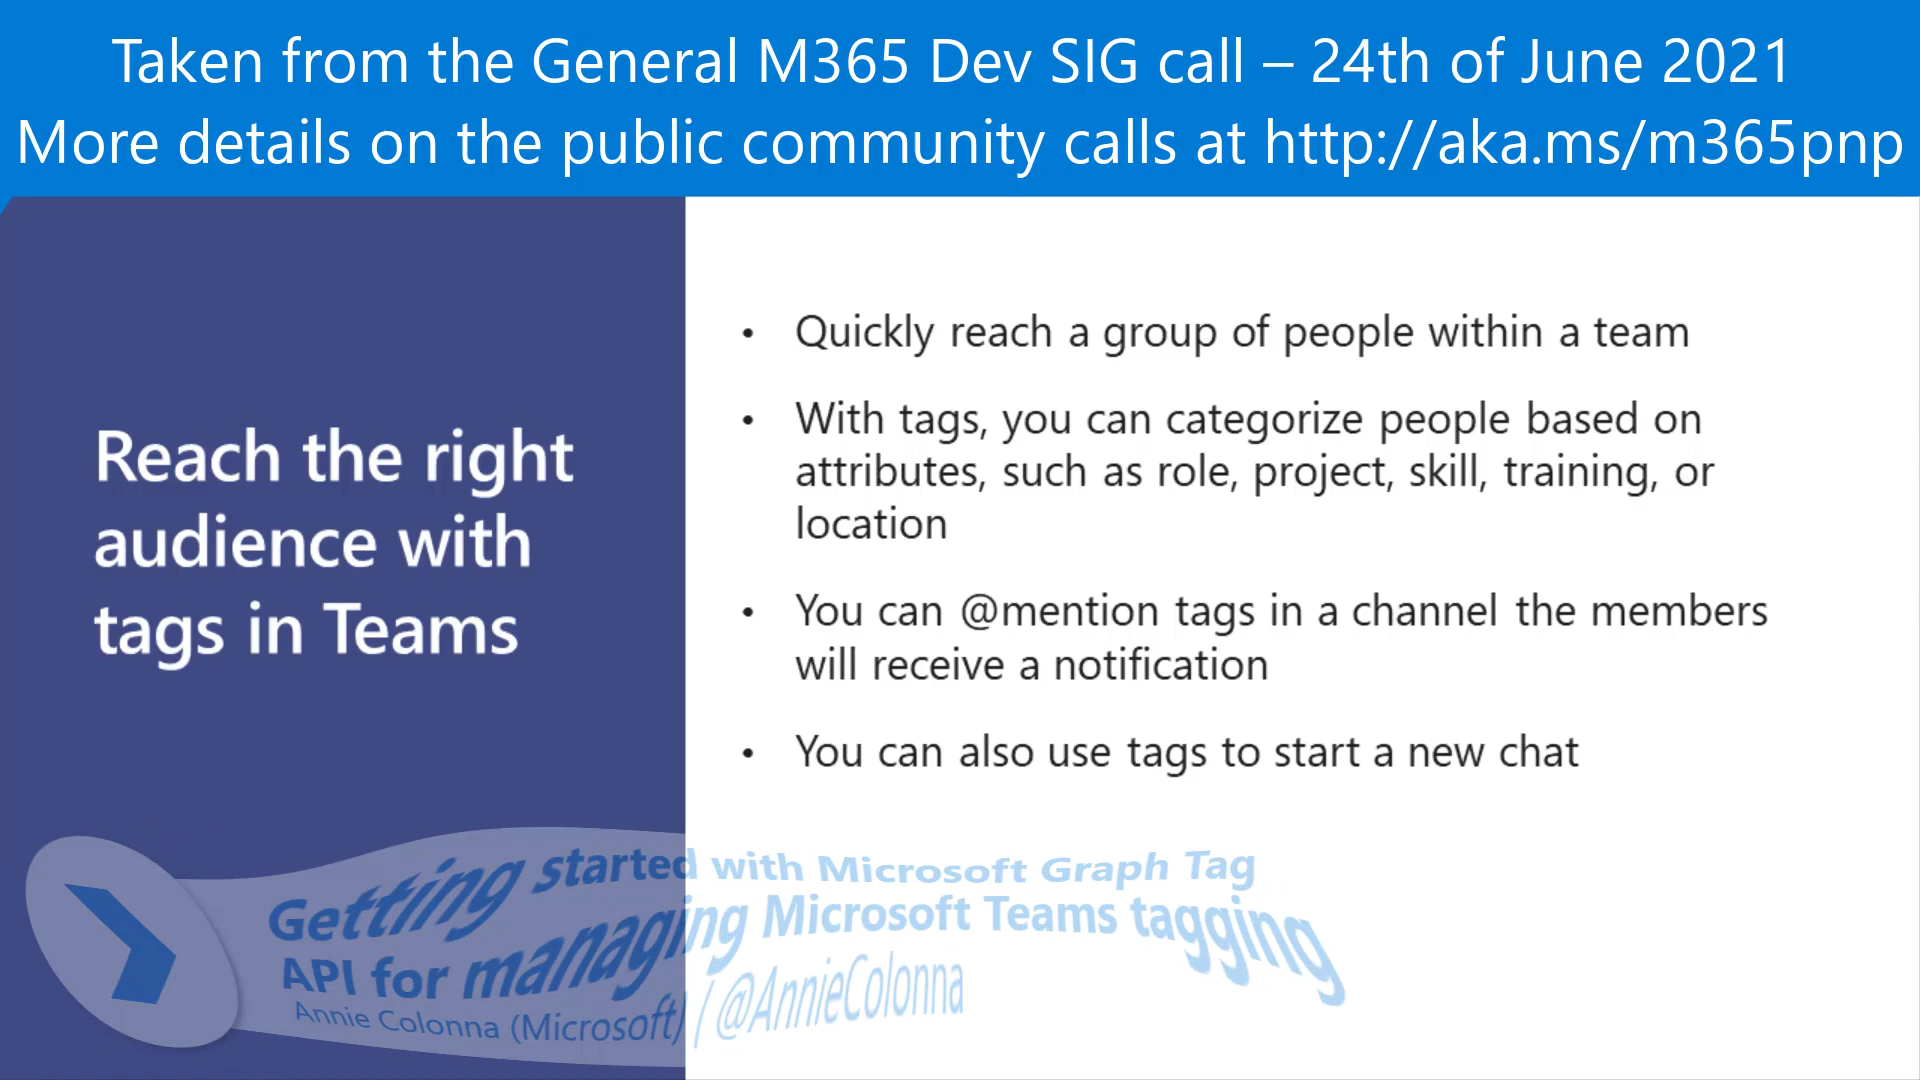 Taken from the General M365 Dev SIG call – 24th of June 2021
More details on the public community calls at http://aka.ms/m365pnp
Reach the right
audience with
tags in Teams
• Quickly reach a group of people within a team
• With tags, you can categorize people based on
attributes, such as role, project, skill, training, or
location
• You can @mention tags in a channel the members
will receive a notification
• You can also use tags to start a new chat
Getting started with Microsoft Graph Tag
API for managing Microsoft Teams tagging
Annie Colonna (Microsoft) / @AnnieColonna